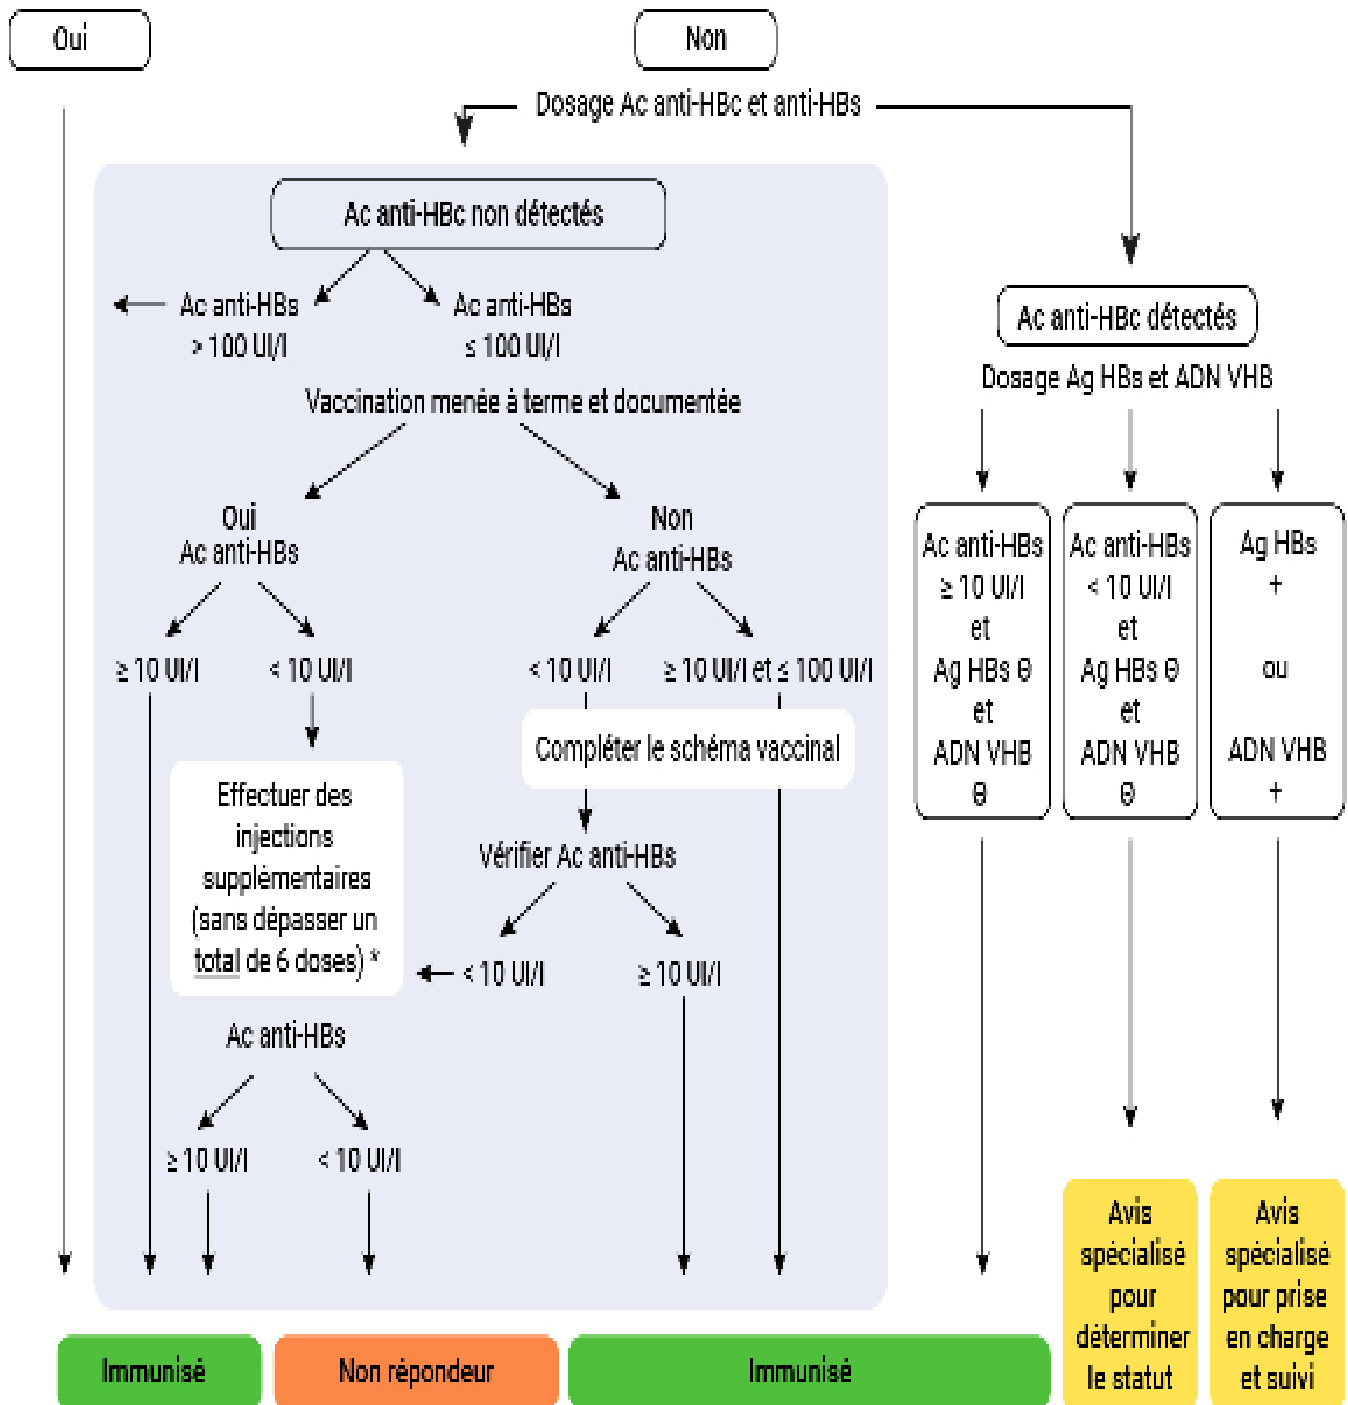 Oui
Non
Dosage Ac anti-HBc et anti-HBs
Ac anti-HBc non détectés
Ac anti-HBs
> 100 UI/l
Ac anti-HBs
≤ 100 UI/l
Vaccination menée à terme et documentée
Oui
Ac anti-HBs
Non
Ac anti-HBs
≥ 10 UI/l
< 10 UI/l
< 10 UI/l
≥ 10 UI/l et ≤ 100 UI/l
Compléter le schéma vaccinal
Effectuer des
injections
supplémentaires
(sans dépasser un
total de 6 doses) *
Vérifier Ac anti-HBs
< 10 UI/l
≥ 10 UI/l
Ac anti-HBs
≥ 10 UI/l
< 10 UI/l
Ac anti-HBc détectés
Dosage Ag HBs et ADN VHB
Ac anti-HBs
≥ 10 UI/l
et
Ag HBs Θ
et
ADN VHB
Θ
Ac anti-HBs
< 10 UI/l
et
Ag HBs Θ
et
ADN VHB
Θ
Ag HBs
+
ou
ADN VHB
+
Immunisé
Non répondeur
Immunisé
Avis
spécialisé
pour
déterminer
le statut
Avis
spécialisé
pour prise
en charge
et suivi